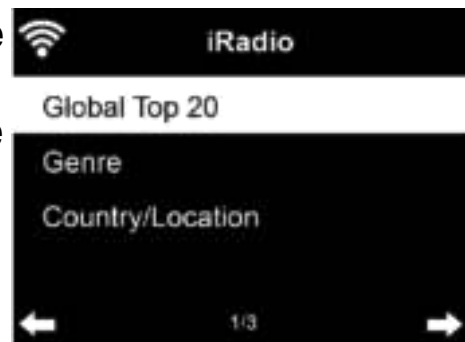 e
iRadio
e
Global Top 20
Genre
Country/Location
1/3